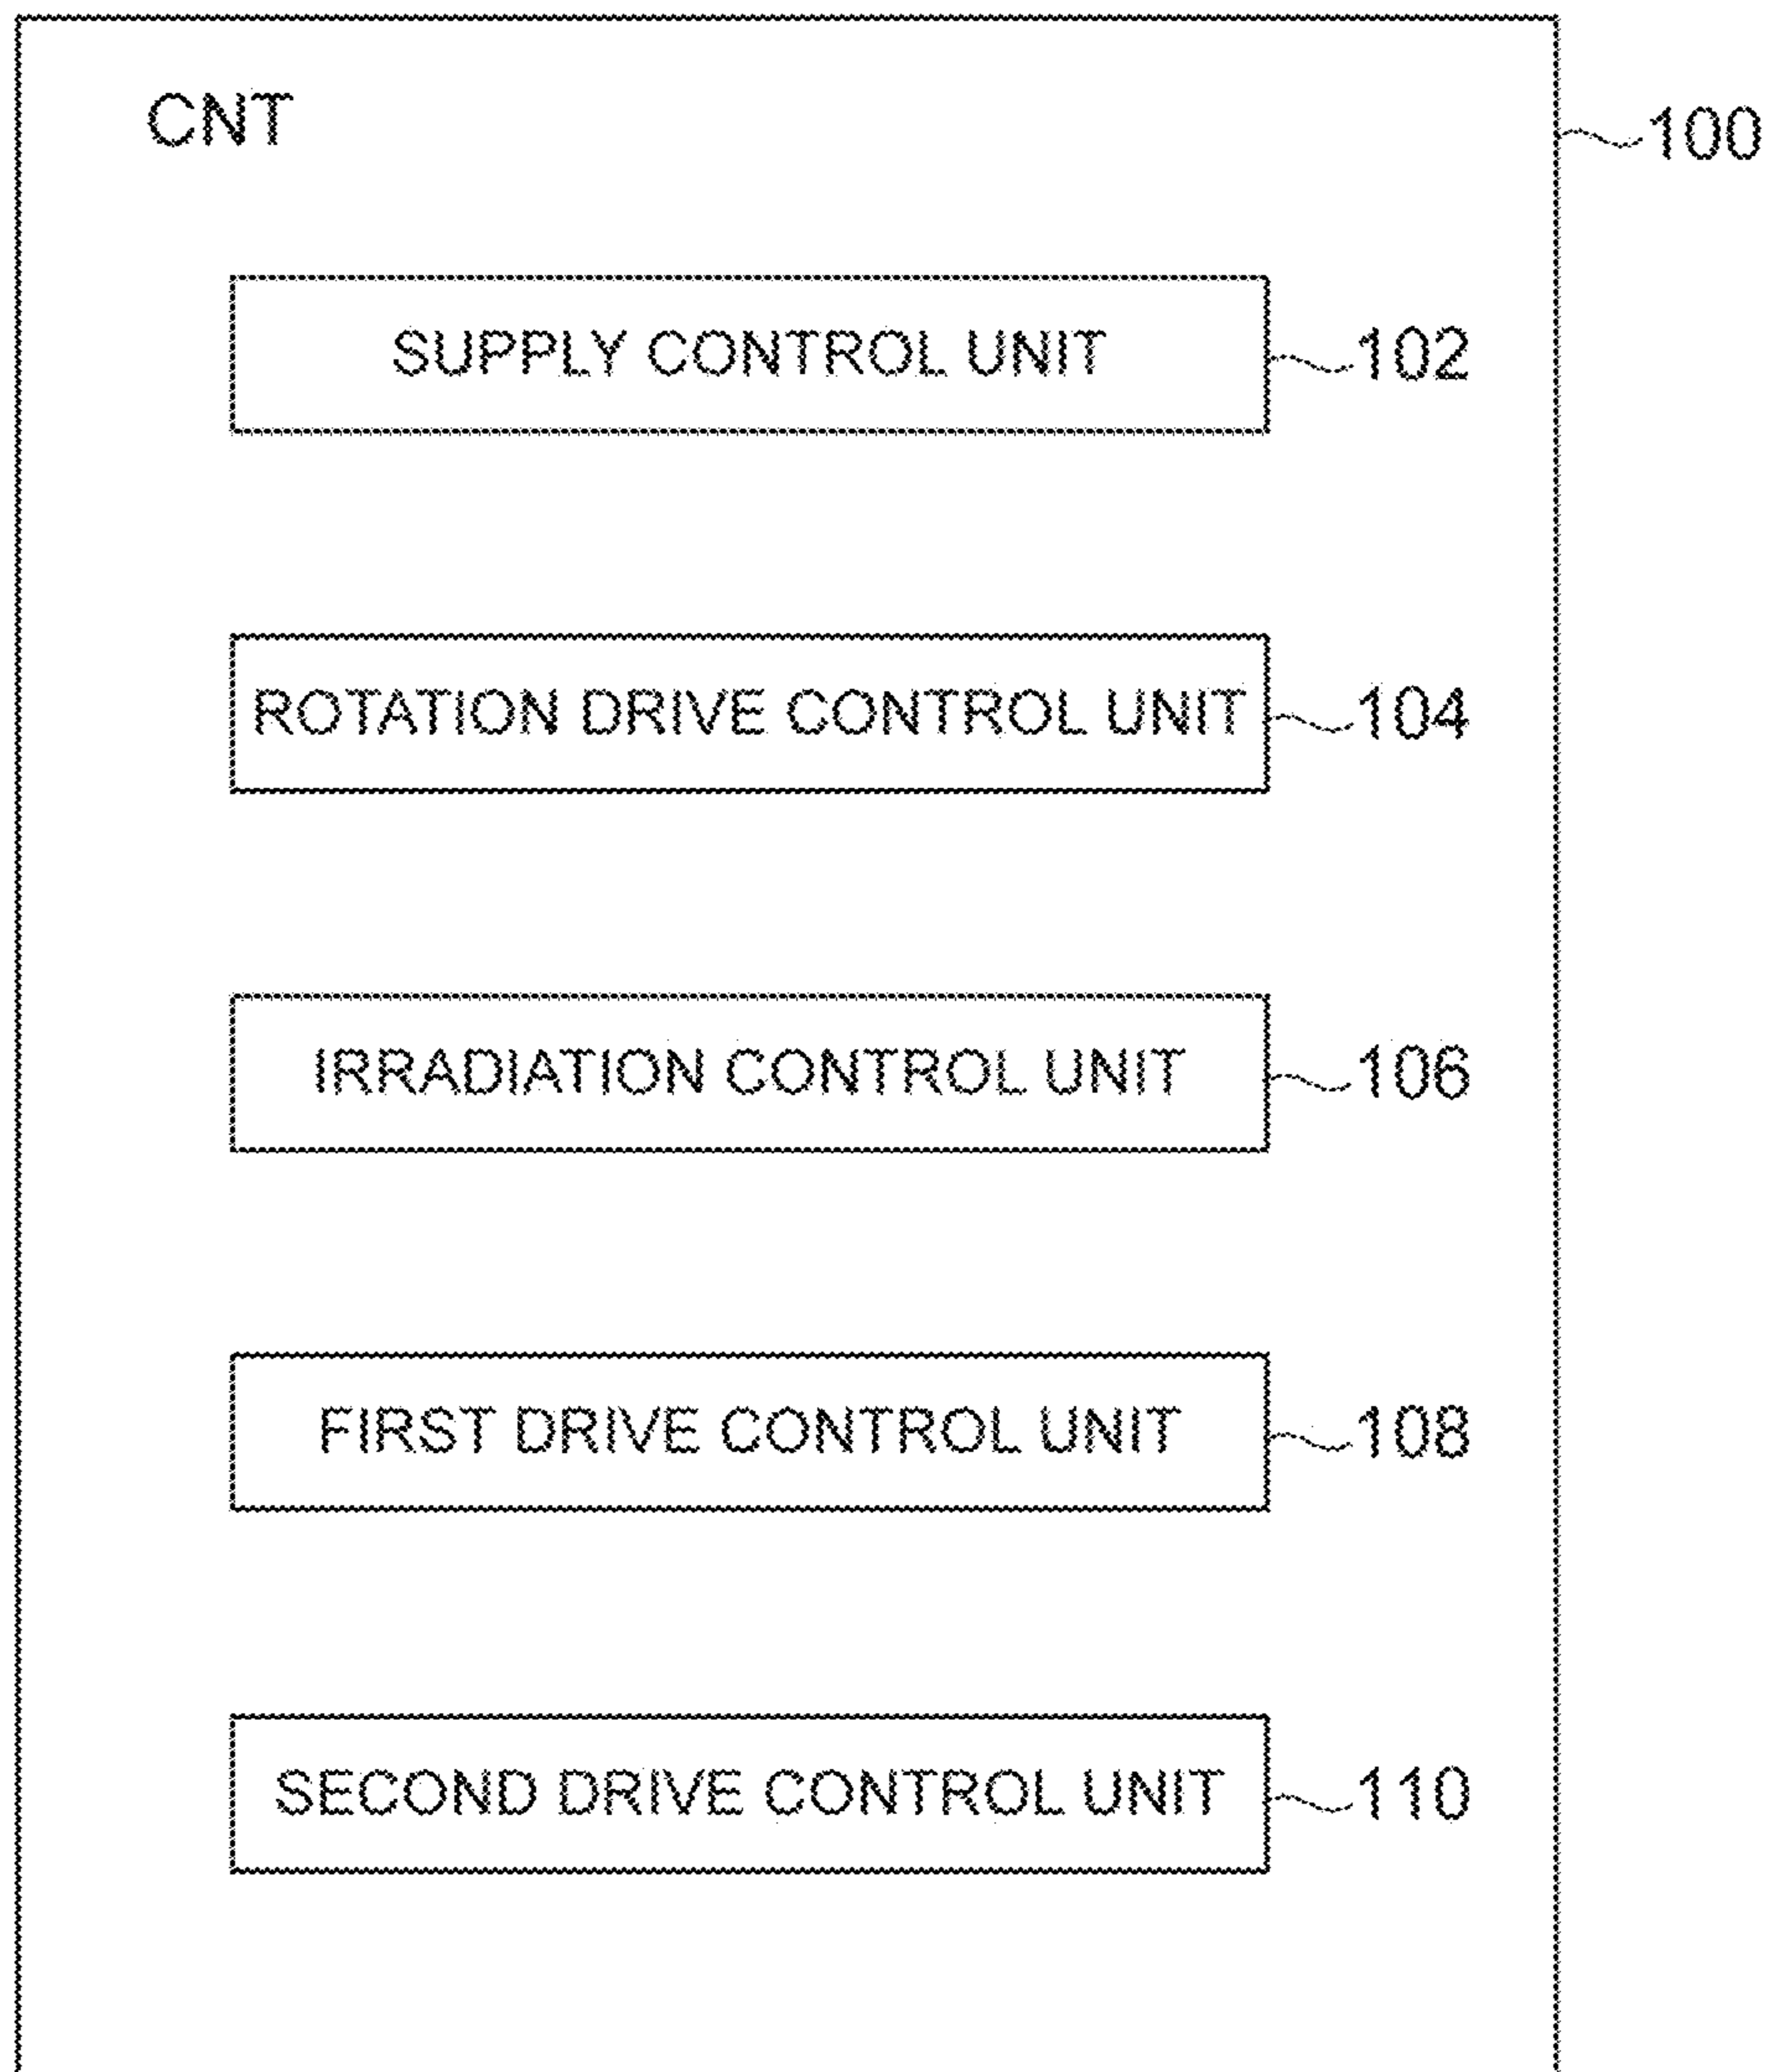 CNT
100
SUPPLY CONTROL UNIT 102
ROTATION DRIVE CONTROL UNIT 104
IRRADIATION CONTROL UNIT 106
FIRST DRIVE CONTROL UNIT 108
SECOND DRIVE CONTROL UNIT 110